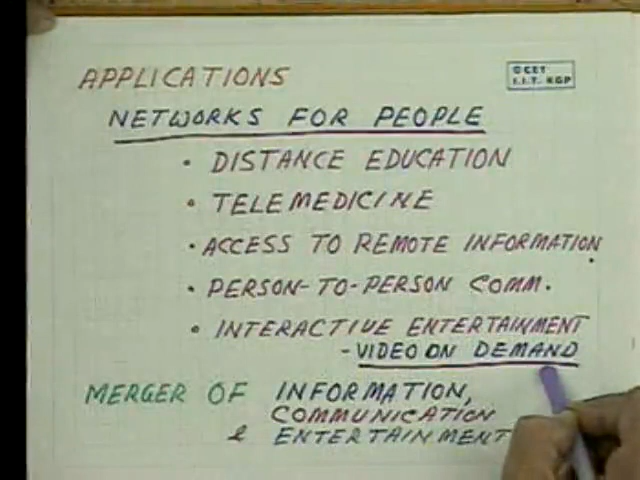 APPLICATIONS
©CET
I.I.T. KGP
NETWORKS FOR PEOPLE
• DISTANCE EDUCATION
• TELEMEDICINE
• ACCESS TO REMOTE INFORMATION
• PERSON-TO-PERSON COMM.
• INTERACTIVE ENTERTAINMENT
- VIDEO ON DEMAND
MERGER OF INFORMATION,
COMMUNICATION
& ENTERTAINMENT